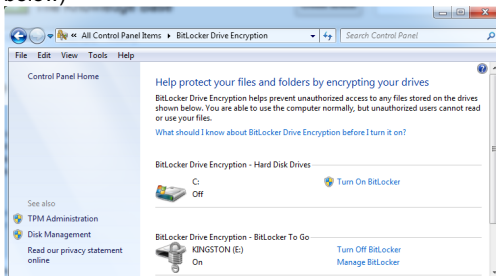 All Control Panel Items ▸ BitLocker Drive Encryption
Search Control Panel
File Edit View Tools Help
Control Panel Home
Help protect your files and folders by encrypting your drives
BitLocker Drive Encryption helps prevent unauthorized access to any files stored on the drives
shown below. You are able to use the computer normally, but unauthorized users cannot read
or use your files.
What should I know about BitLocker Drive Encryption before I turn it on?
BitLocker Drive Encryption - Hard Disk Drives
C: Turn On BitLocker
Off
See also
TPM Administration
Disk Management
Read our privacy statement
online
BitLocker Drive Encryption - BitLocker To Go
KINGSTON (E:) Turn Off BitLocker
On Manage BitLocker